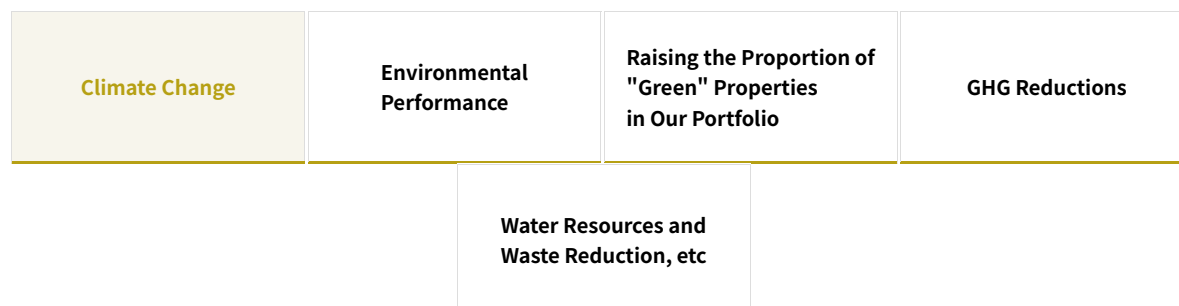 Climate Change
Environmental
Performance
Raising the Proportion of
"Green" Properties
in Our Portfolio
GHG Reductions
Water Resources and
Waste Reduction, etc